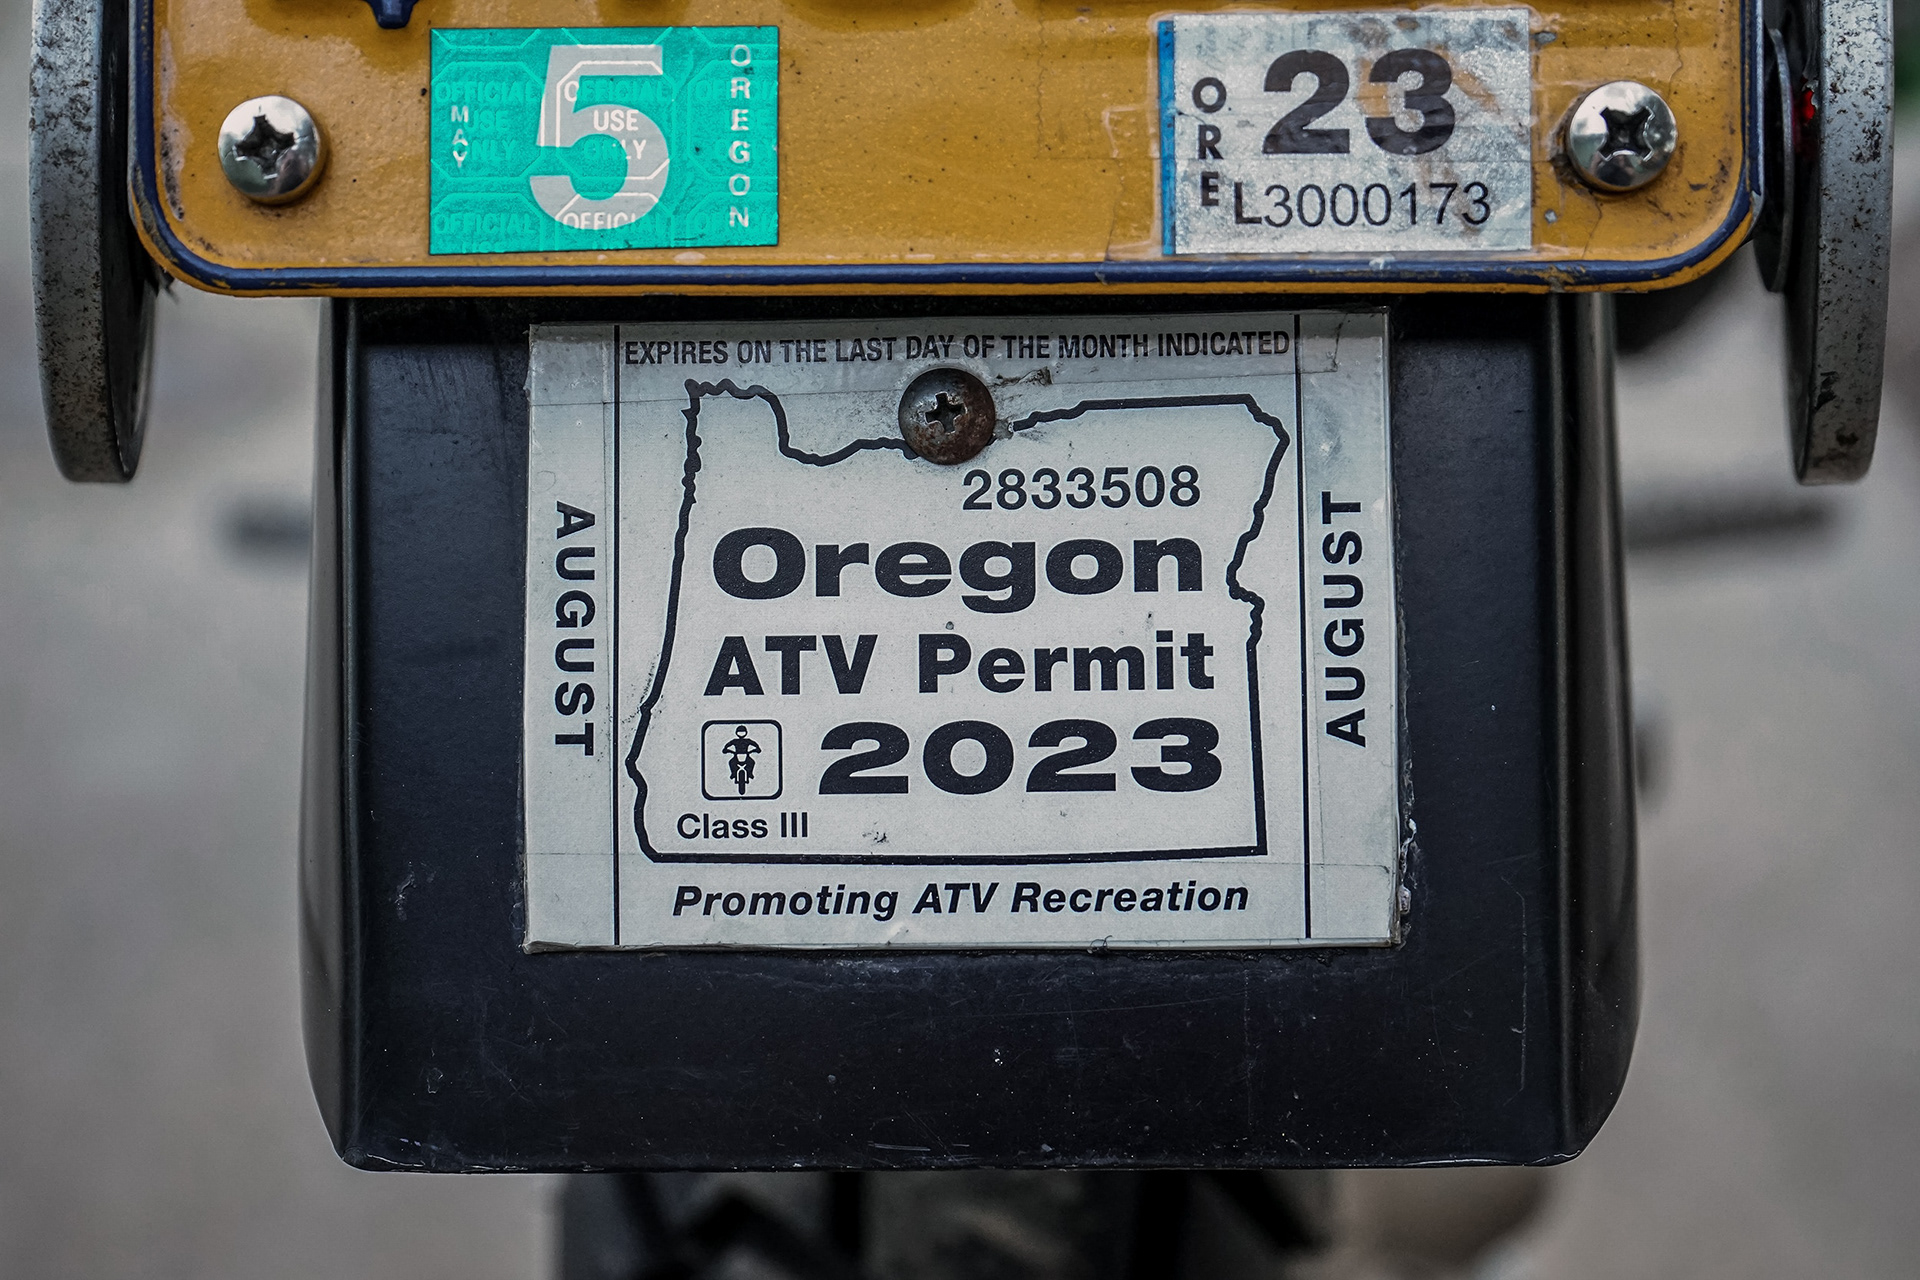 MAY
5
OREGON
OFFICIAL
USE
ONLY
OFFICIAL
ORE
23
L3000173
EXPIRES ON THE LAST DAY OF THE MONTH INDICATED
AUGUST
2833508
Oregon
ATV Permit
2023
Class III
AUGUST
Promoting ATV Recreation